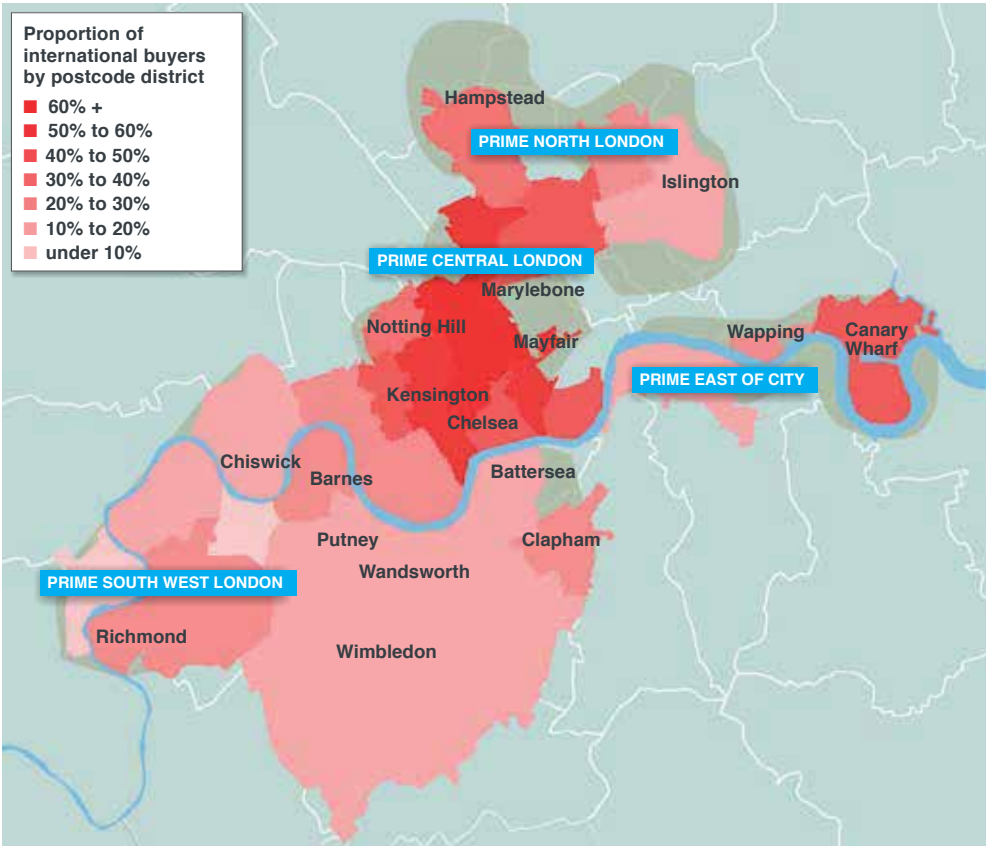 Proportion of
international buyers
by postcode district
60% +
50% to 60%
40% to 50%
30% to 40%
20% to 30%
10% to 20%
under 10%
Hampstead
PRIME NORTH LONDON
Islington
PRIME CENTRAL LONDON
Marylebone
Notting Hill
Mayfair
Wapping
Canary
Wharf
PRIME EAST OF CITY
Kensington
Chelsea
Chiswick
Barnes
Battersea
Putney
Clapham
Wandsworth
PRIME SOUTH WEST LONDON
Richmond
Wimbledon